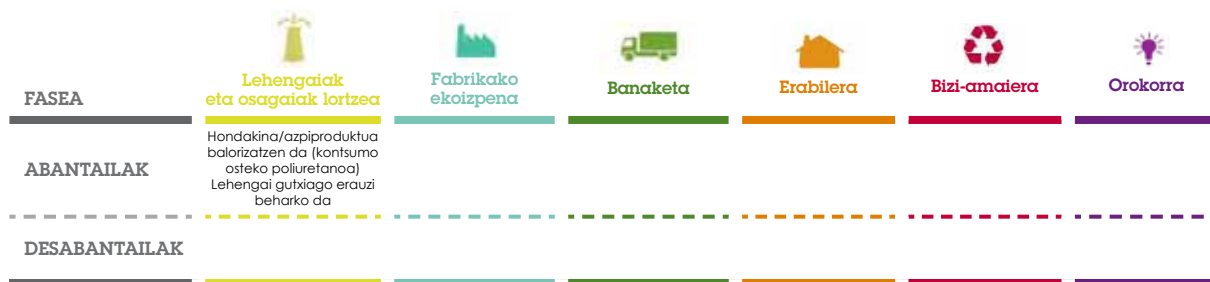 FASEA
Lehengaiak
eta osagaiak lortzea
Fabrikako
ekoizpena
Banaketa
Erabilera
Bizi-amaiera
Orokorra
ABANTAILAK
Hondakina/azpiproduktua
balorizatzen da (kontsumo
osteko poliuretanoa)
Lehengai gutxiago erauzi
beharko da
DESABANTAILAK